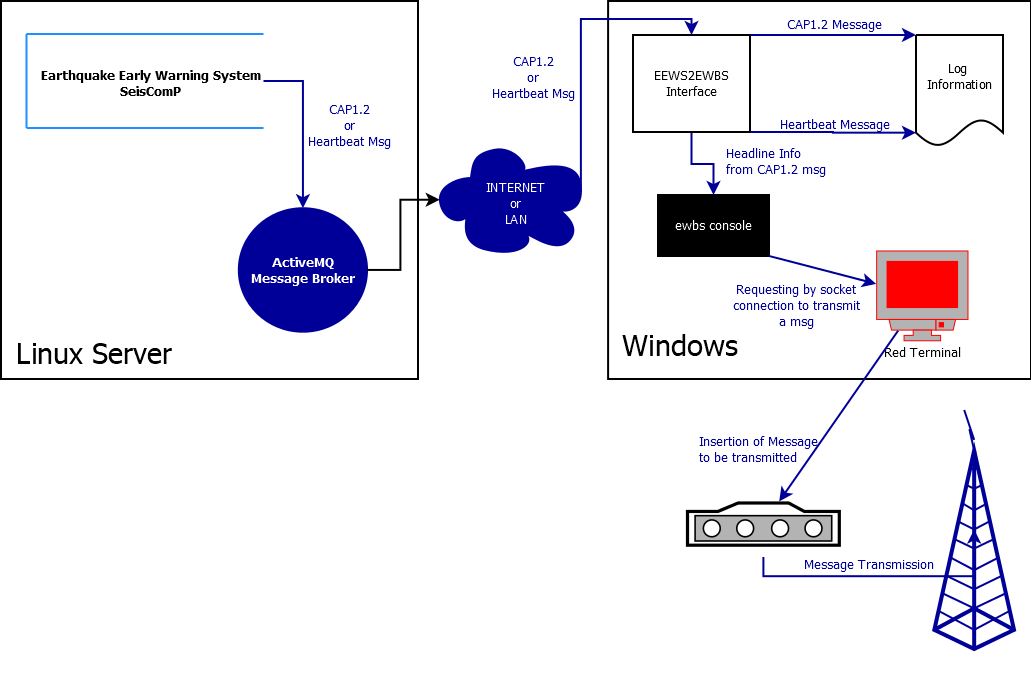 Earthquake Early Warning System
SeisComP
CAP1.2
or
Heartbeat Msg
ActiveMQ
Message Broker
Linux Server
INTERNET
or
LAN
CAP1.2
or
Heartbeat Msg
EEWS2EWBS
Interface
CAP1.2 Message
Log
Information
Heartbeat Message
Headline Info
from CAP1.2 msg
ewbs console
Requesting by socket
connection to transmit
a msg
Windows
Red Terminal
Insertion of Message
to be transmitted
Message Transmission